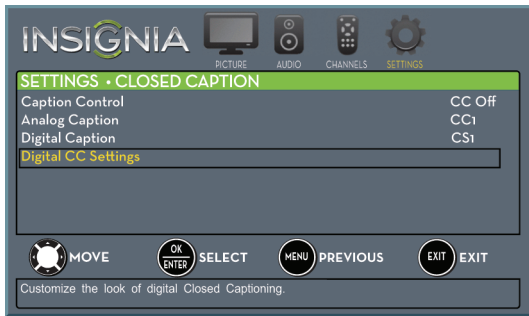 INSIGNIA
PICTURE AUDIO CHANNELS SETTINGS
SETTINGS • CLOSED CAPTION
Caption Control CC Off
Analog Caption CC1
Digital Caption CS1
Digital CC Settings
MOVE OK ENTER SELECT MENU PREVIOUS EXIT EXIT
Customize the look of digital Closed Captioning.